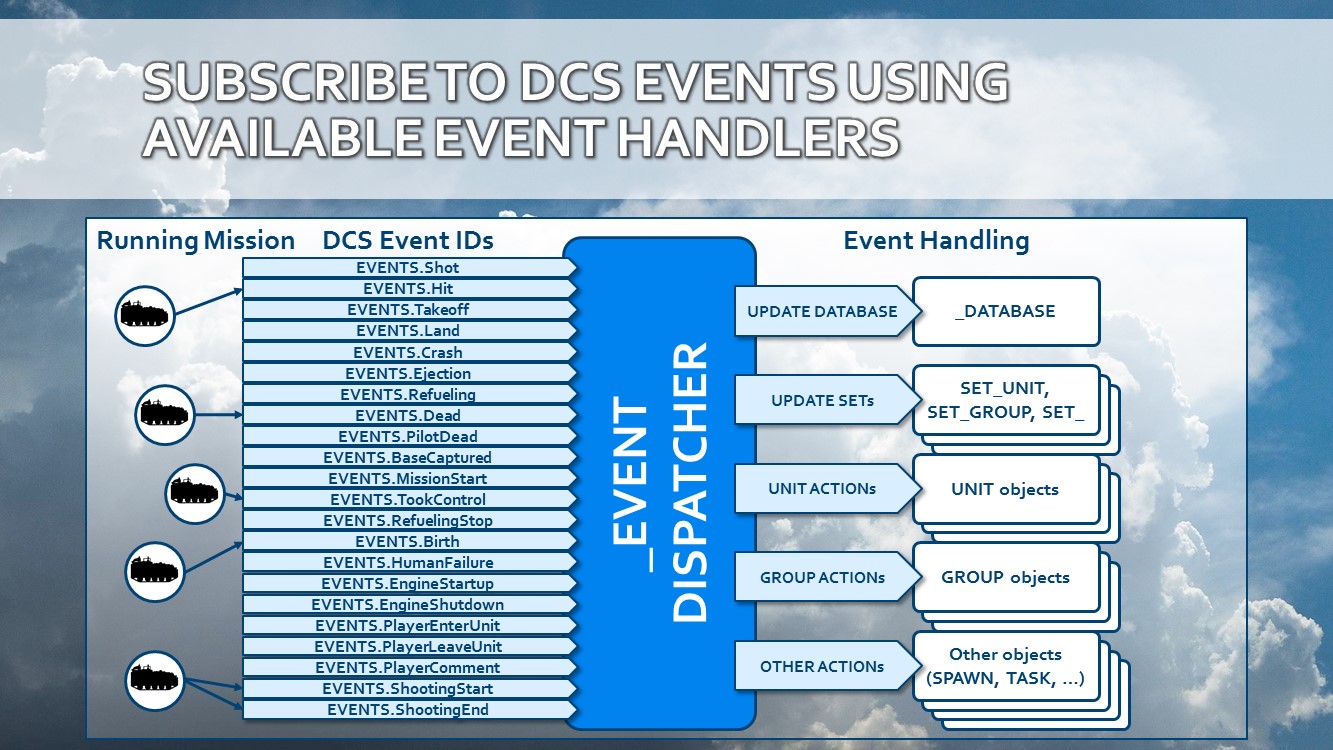 SUBSCRIBE TO DCS EVENTS USING
AVAILABLE EVENT HANDLERS
Running Mission
DCS Event IDs
Event Handling
EVENTS.Shot
EVENTS.Hit
EVENTS.Takeoff
EVENTS.Land
EVENTS.Crash
EVENTS.Ejection
EVENTS.Refueling
EVENTS.Dead
EVENTS.PilotDead
EVENTS.BaseCaptured
EVENTS.MissionStart
EVENTS.TookControl
EVENTS.RefuelingStop
EVENTS.Birth
EVENTS.HumanFailure
EVENTS.EngineStartup
EVENTS.EngineShutdown
EVENTS.PlayerEnterUnit
EVENTS.PlayerLeaveUnit
EVENTS.PlayerComment
EVENTS.ShootingStart
EVENTS.ShootingEnd
_EVENT
DISPATCHER
UPDATE DATABASE
_DATABASE
UPDATE SETs
SET_UNIT,
SET_GROUP, SET_
UNIT ACTIONs
UNIT objects
GROUP ACTIONs
GROUP objects
OTHER ACTIONs
Other objects
(SPAWN, TASK, ...)